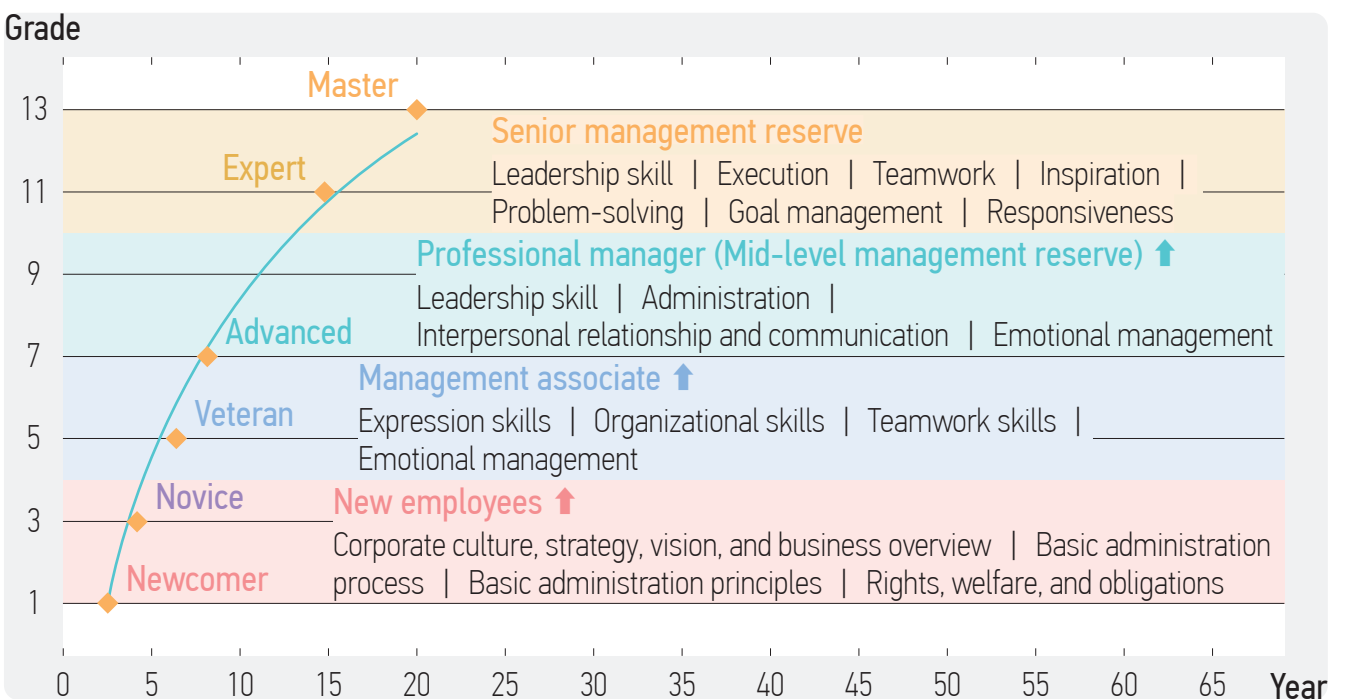 Grade
Master
13
Senior management reserve
Leadership skill | Execution | Teamwork | Inspiration |
Expert
11
Problem-solving | Goal management | Responsiveness
Professional manager (Mid-level management reserve) ⬆
9
Leadership skill | Administration |
Advanced
Interpersonal relationship and communication | Emotional management
7
Management associate ⬆
Veteran
Expression skills | Organizational skills | Teamwork skills |
5
Emotional management
Novice
New employees ⬆
3
Corporate culture, strategy, vision, and business overview | Basic administration
Newcomer
process | Basic administration principles | Rights, welfare, and obligations
1
0 5 10 15 20 25 30 35 40 45 50 55 60 65 Year